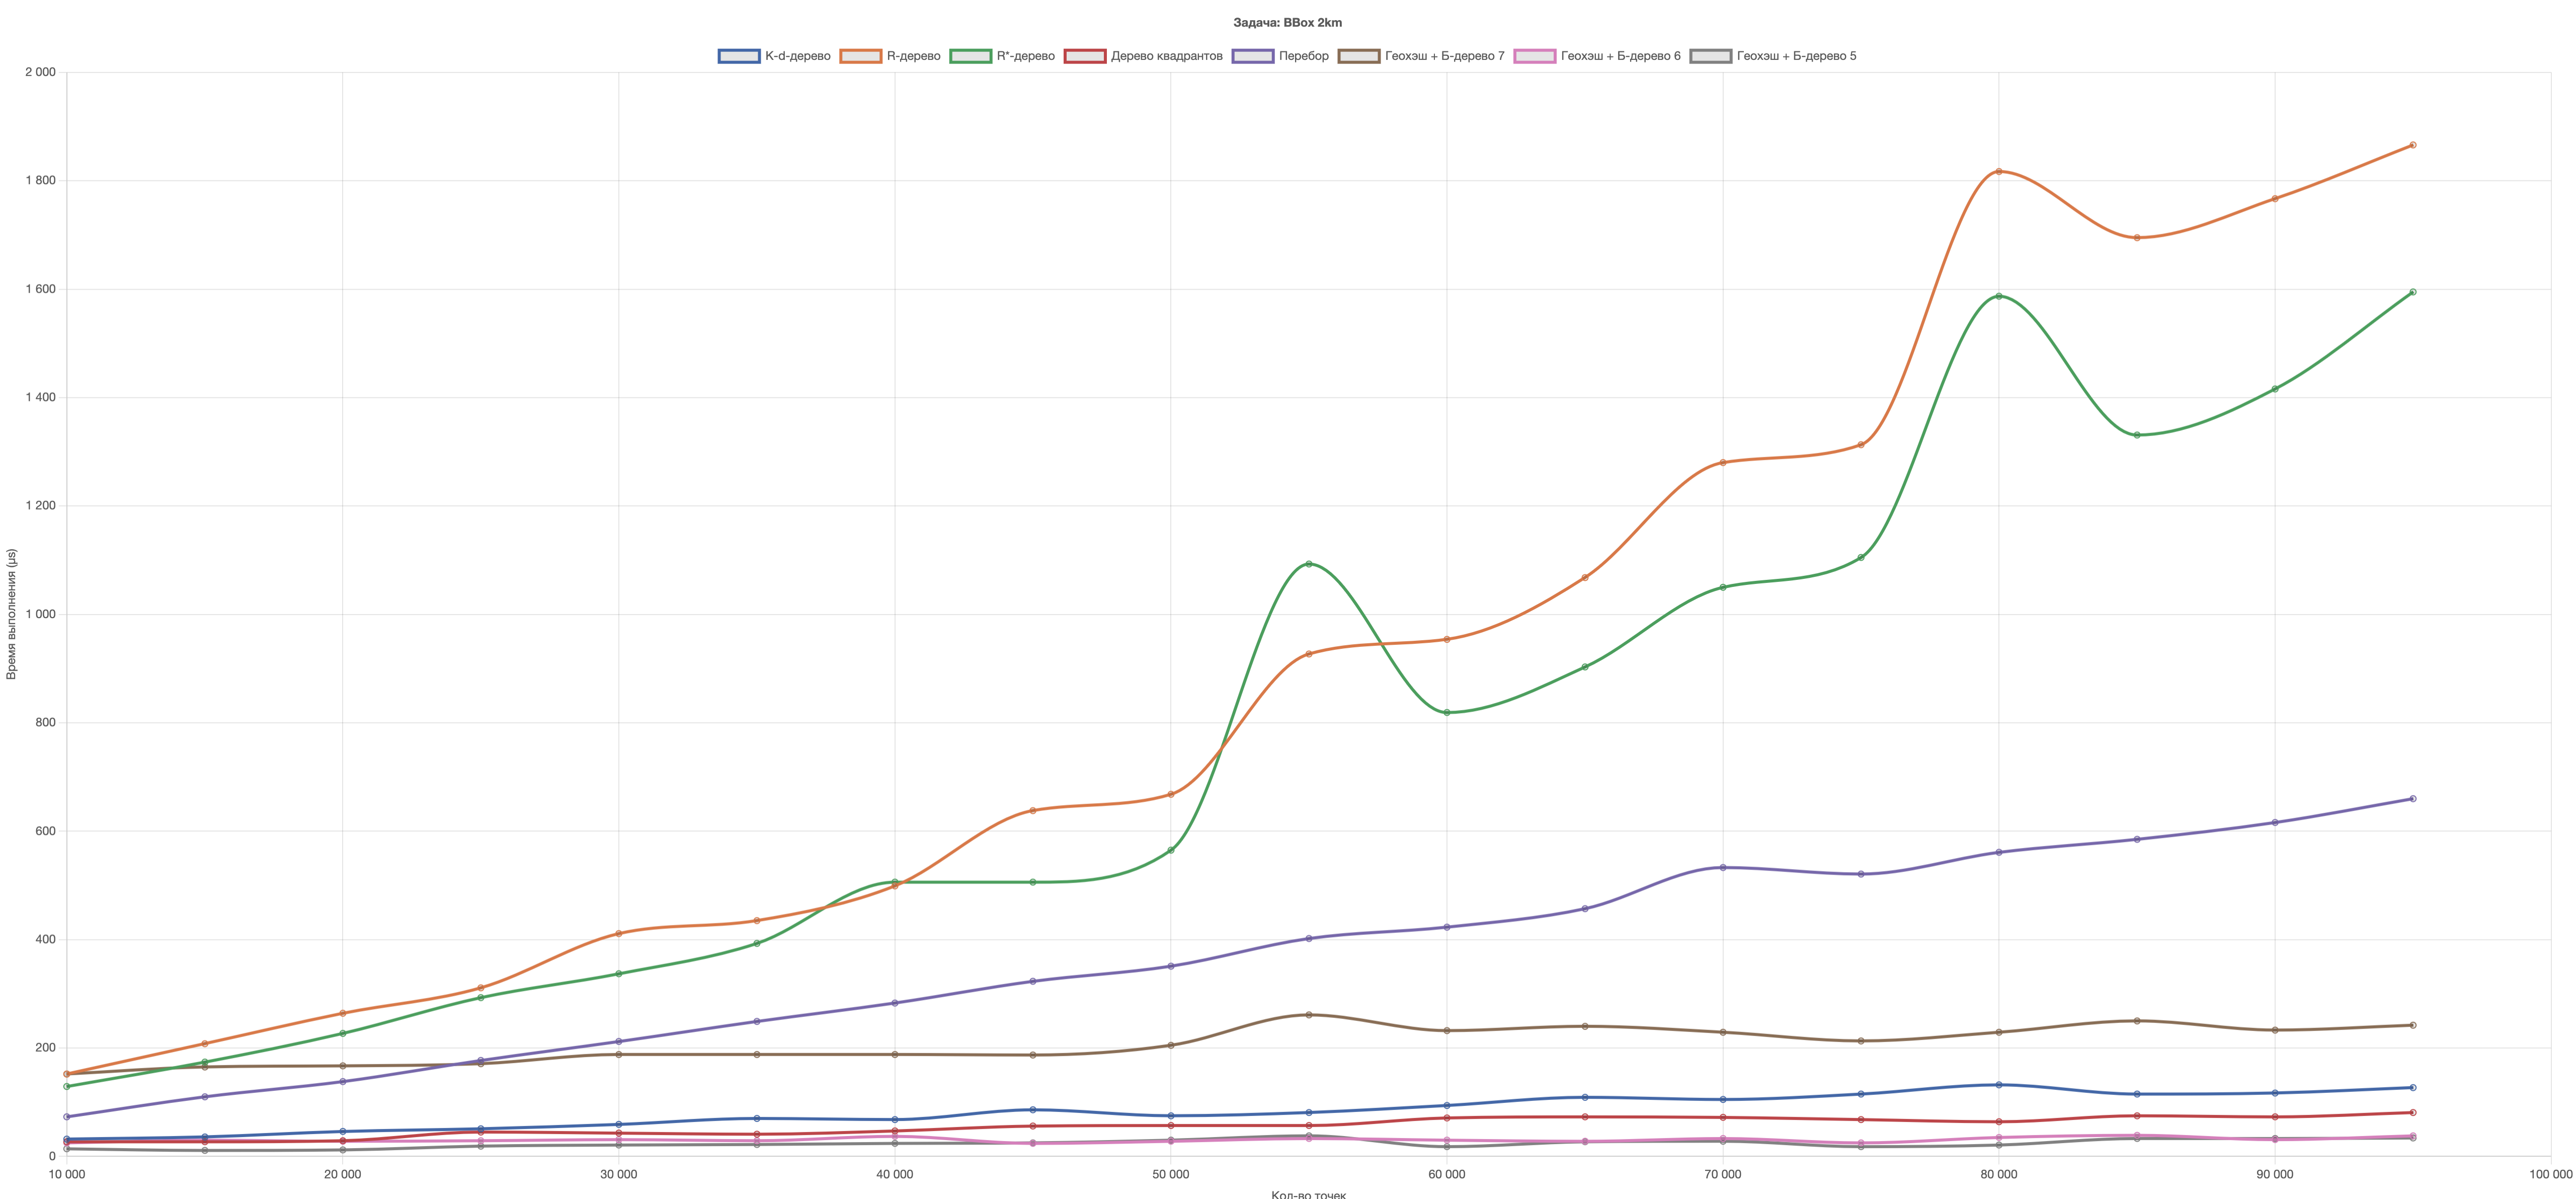 Задача: BBox 2km
K-d-дерево R-дерево R*-дерево Дерево квадрантов Перебор Геохэш + Б-дерево 7 Геохэш + Б-дерево 6 Геохэш + Б-дерево 5
2 000
1 800
1 600
1 400
1 200
1 000
800
600
400
200
0
Время выполнения (µs)
10 000 20 000 30 000 40 000 50 000 60 000 70 000 80 000 90 000 100 000
Кол-во точек